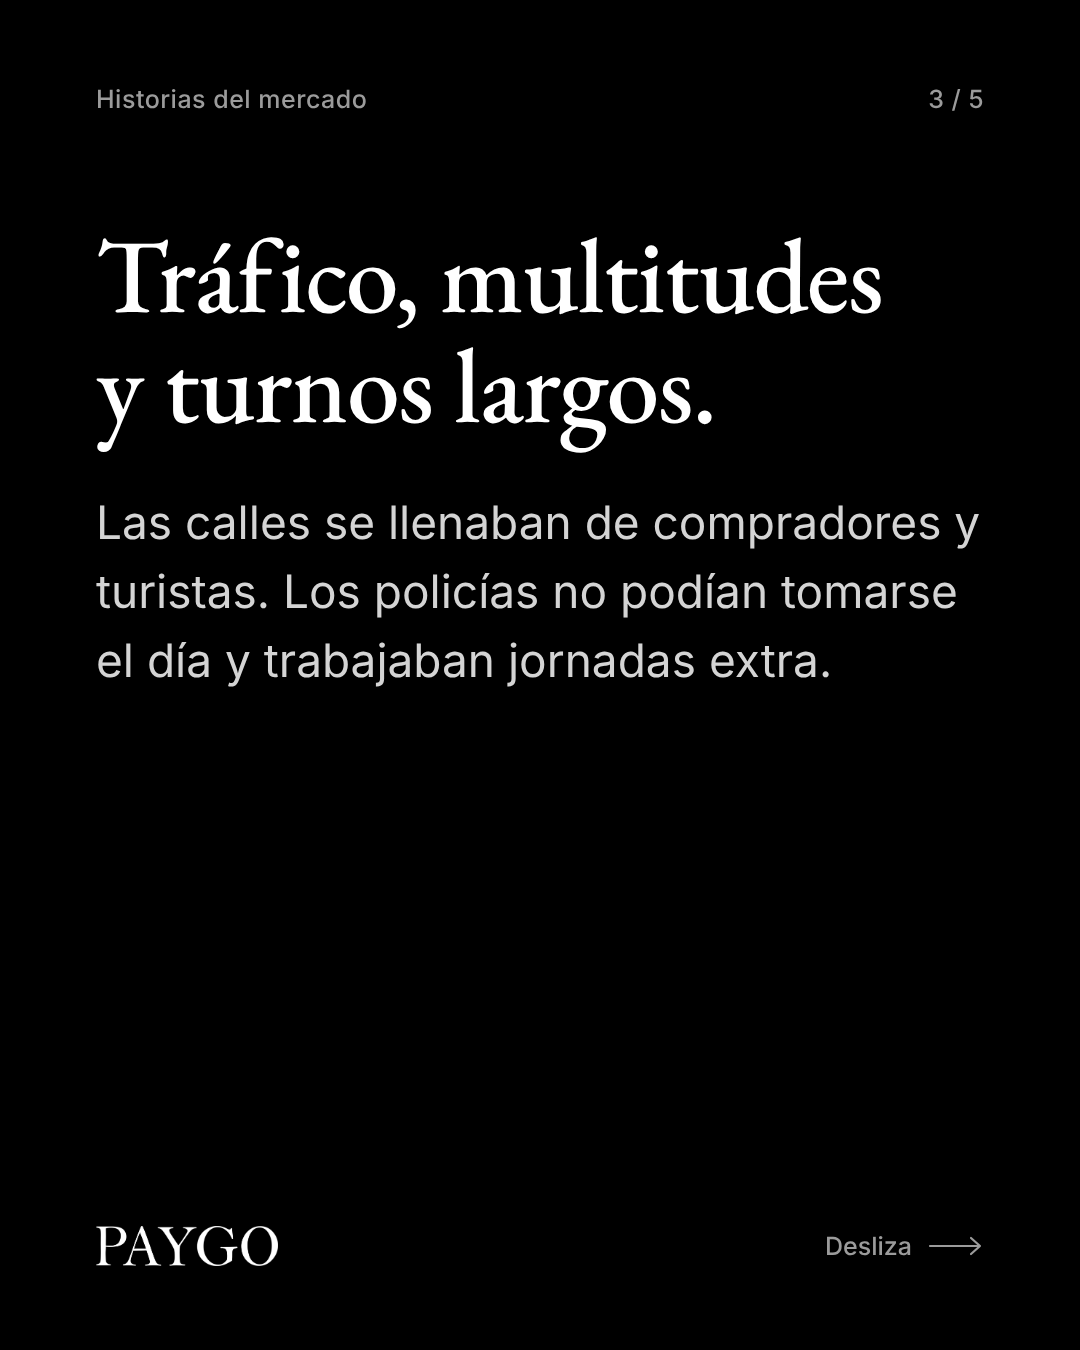 Historias del mercado
3 / 5
Tráfico, multitudes
y turnos largos.
Las calles se llenaban de compradores y
turistas. Los policías no podían tomarse
el día y trabajaban jornadas extra.
PAYGO
Desliza